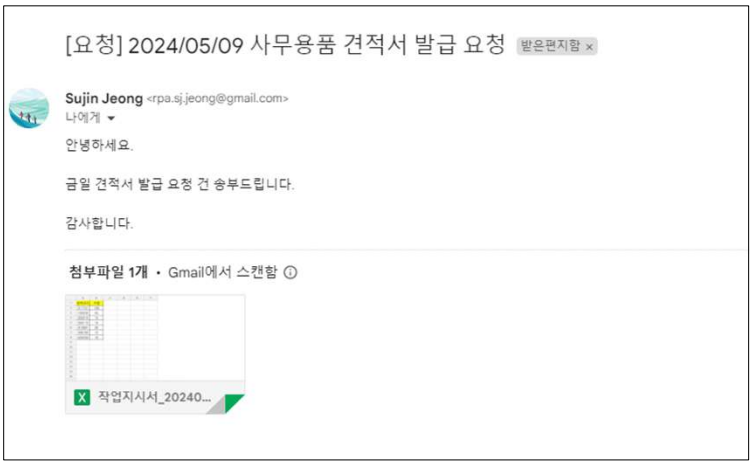 [요청] 2024/05/09 사무용품 견적서 발급 요청 받은편지함 ×
Sujin Jeong <rpa.sj.jeong@gmail.com>
나에게
안녕하세요.
금일 견적서 발급 요청 건 송부드립니다.
감사합니다.
첨부파일 1개 • Gmail에서 스캔함
X 작업지시서_20240...